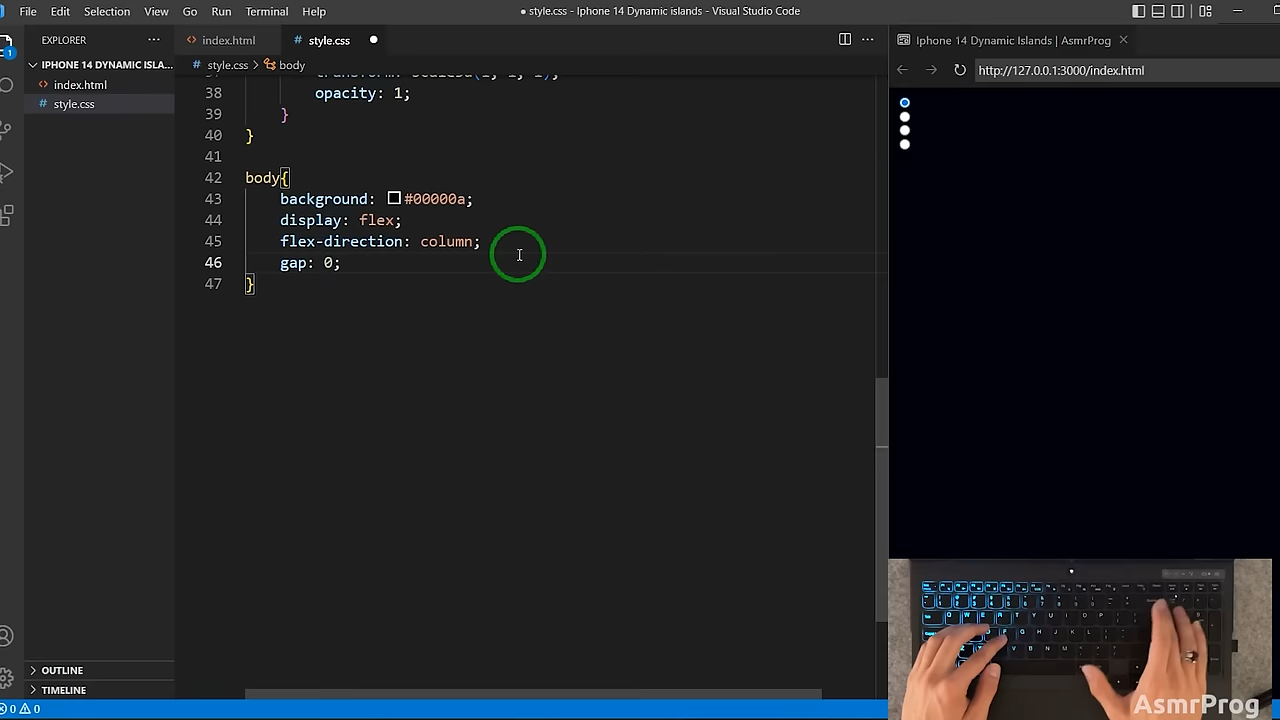 File Edit Selection View Go Run Terminal Help
style.css - Iphone 14 Dynamic islands - Visual Studio Code
EXPLORER
index.html
style.css
Iphone 14 Dynamic Islands | AsmrProg
IPHONE 14 DYNAMIC ISLA...
index.html
style.css
style.css > body
http://127.0.0.1:3000/index.html
1
38 opacity: 1;
39 }
40 }
41
42 body{
43 background: #00000a;
44 display: flex;
45 flex-direction: column;
46 gap: 0;
47 }
OUTLINE
TIMELINE
0 0
AsmrProg